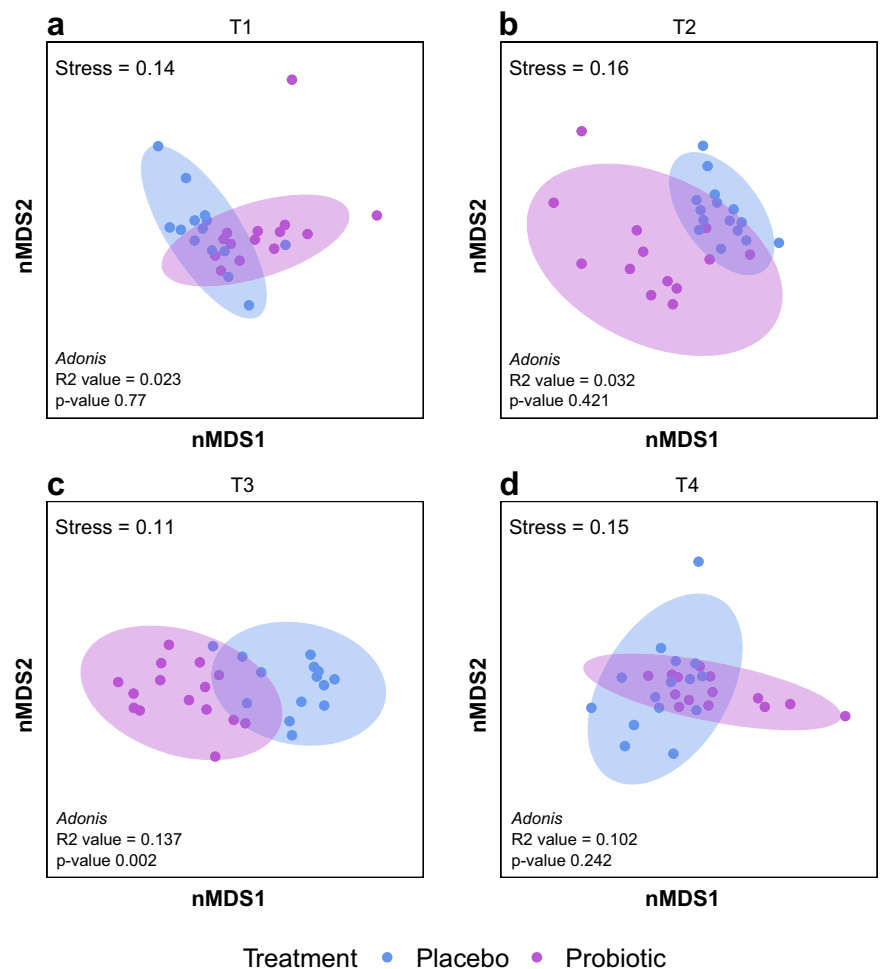 a
T1
Stress = 0.14
nMDS2
Adonis
R2 value = 0.023
p-value 0.77
nMDS1
b
T2
Stress = 0.16
nMDS2
Adonis
R2 value = 0.032
p-value 0.421
nMDS1
c
T3
Stress = 0.11
nMDS2
Adonis
R2 value = 0.137
p-value 0.002
nMDS1
d
T4
Stress = 0.15
nMDS2
Adonis
R2 value = 0.102
p-value 0.242
nMDS1
Treatment Placebo Probiotic